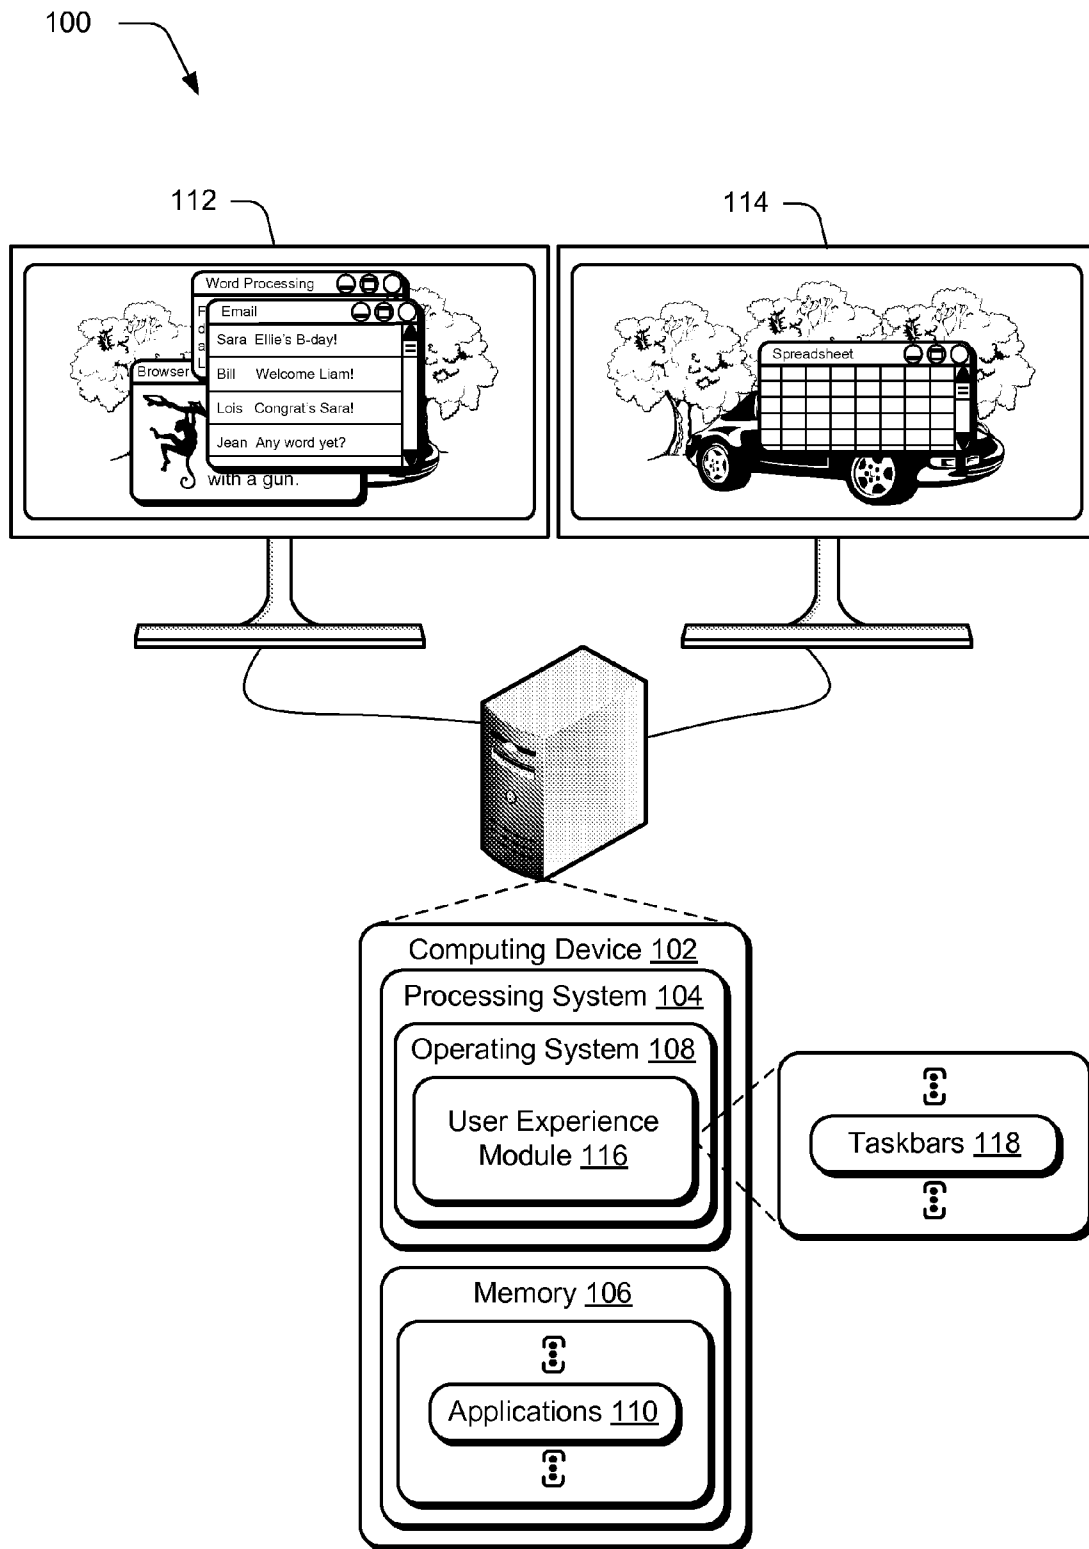 100
112
114
Word Processing
F
Email
d
Sara Ellie's B-day!
a
L
Bill Welcome Liam!
Browser
Lois Congrat's Sara!
Jean Any word yet?
with a gun.
Spreadsheet
Computing Device 102
Processing System 104
Operating System 108
User Experience
Module 116
Taskbars 118
Memory 106
Applications 110